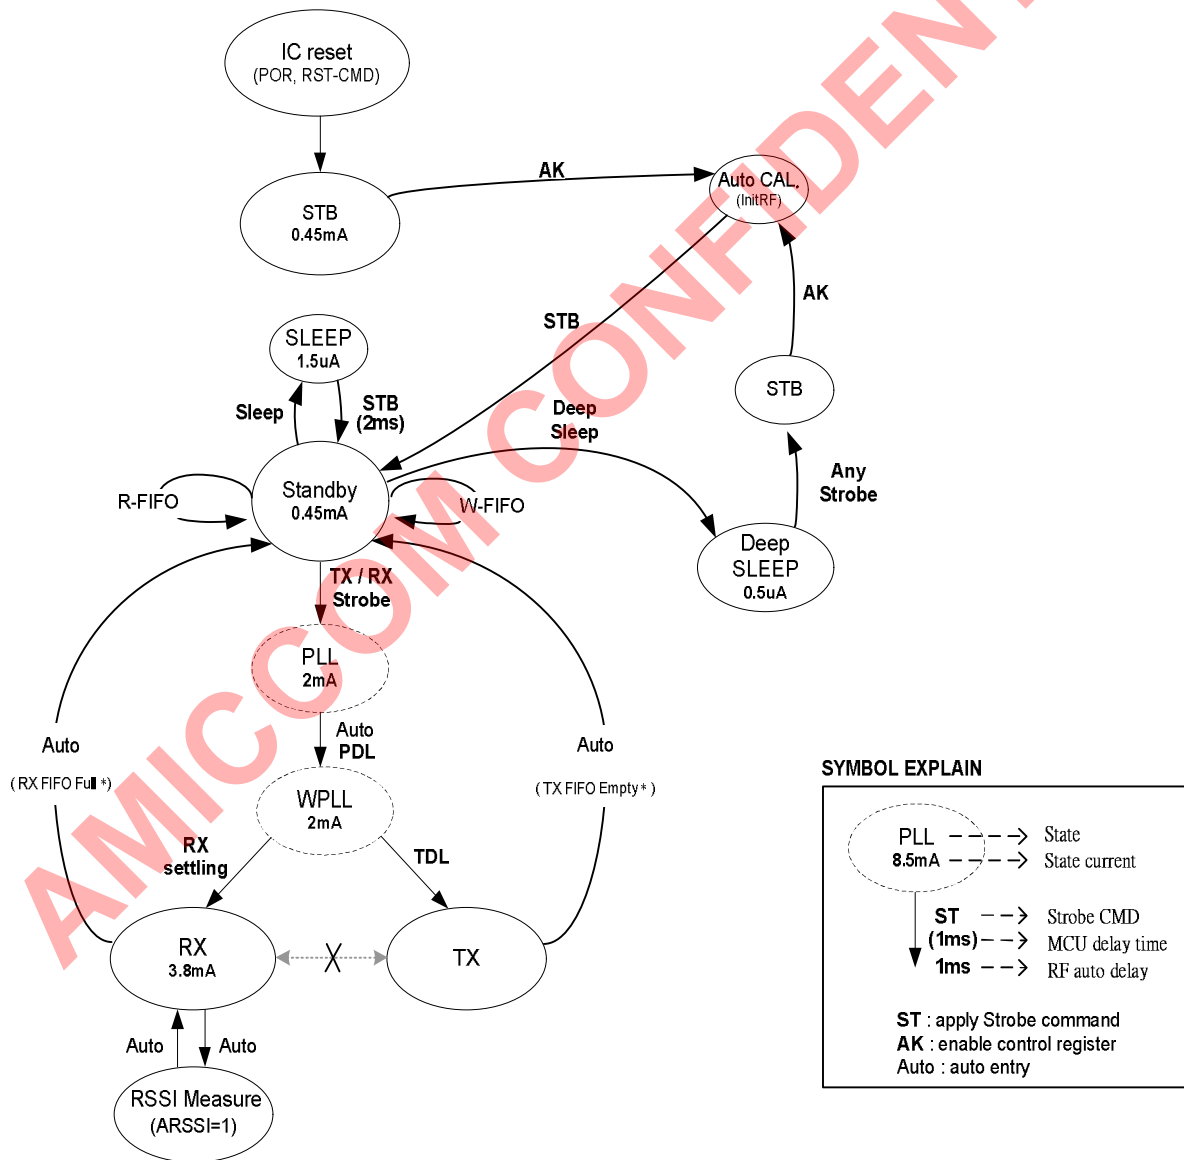 IC reset
(POR, RST-CMD)
STB
0.45mA
AK
Auto CAL.
(InitRF)
STB
AK
STB
SLEEP
1.5uA
Sleep
STB
(2ms)
Deep
Sleep
Any
Strobe
R-FIFO
Standby
0.45mA
W-FIFO
Deep
SLEEP
0.5uA
TX / RX
Strobe
PLL
2mA
Auto
PDL
Auto
(RX FIFO Full *)
Auto
(TX FIFO Empty* )
WPLL
2mA
RX
settling
TDL
RX
3.8mA
X
TX
Auto
Auto
RSSI Measure
(ARSSI=1)
SYMBOL EXPLAIN
PLL
8.5mA
State
State current
ST
(1ms)
1ms
Strobe CMD
MCU delay time
RF auto delay
ST : apply Strobe command
AK : enable control register
Auto : auto entry
AMICCOM CONFIDENT